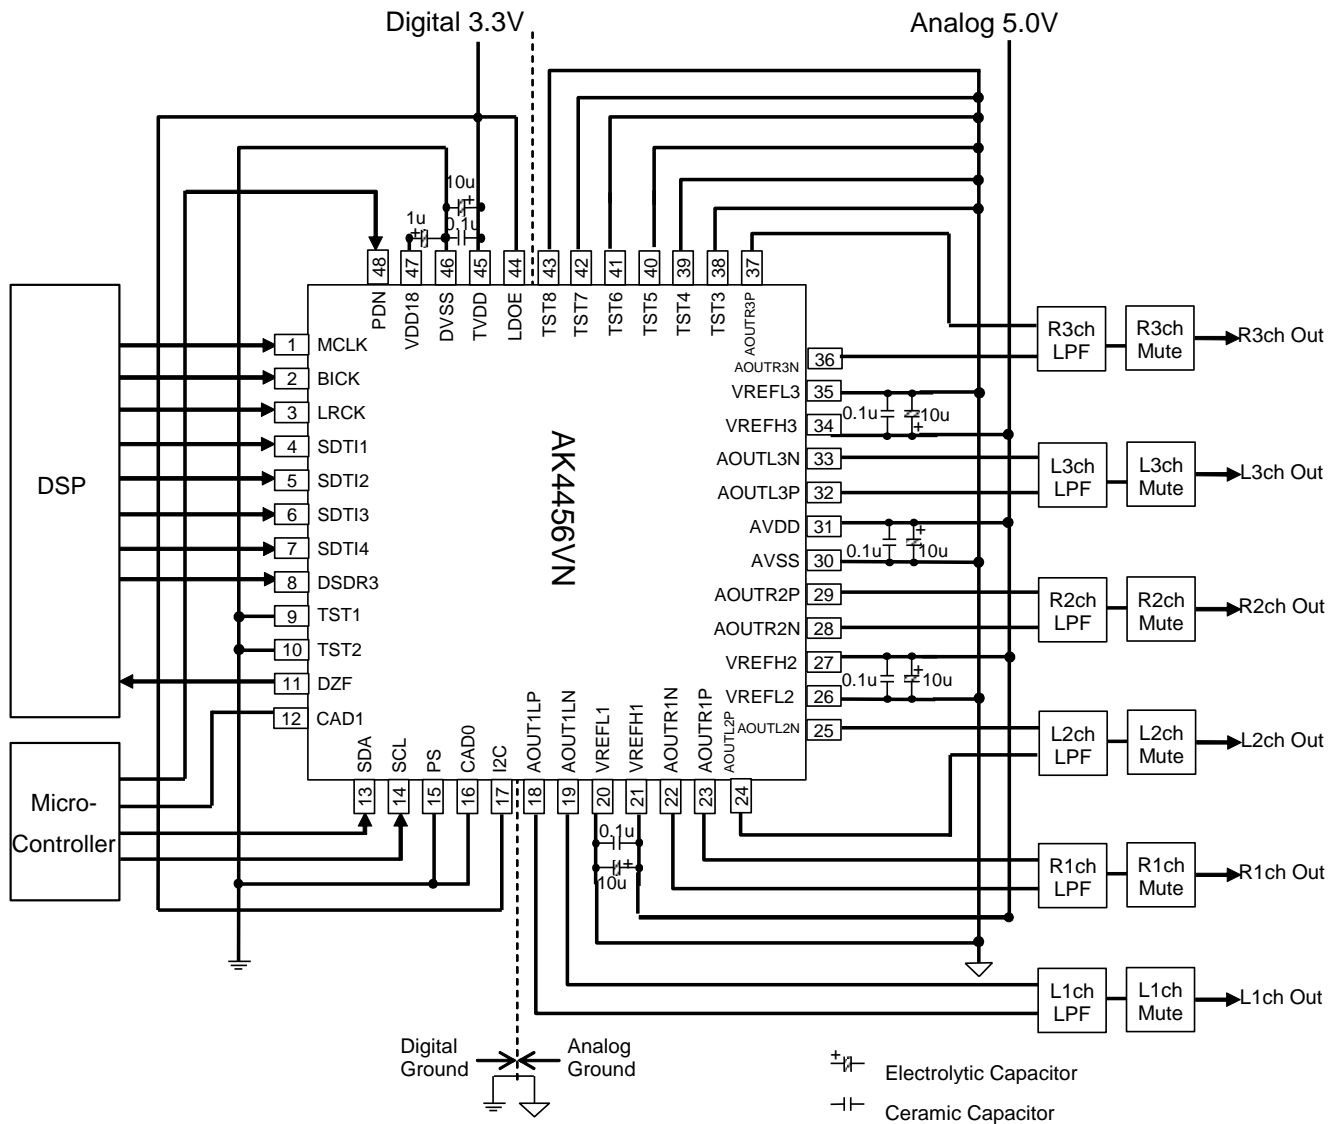 Digital 3.3V
Analog 5.0V
10u
1u
0.1u
48
47
46
45
44
43
42
41
40
39
38
37
PDN
VDD18
DVSS
TVDD
LDOE
TST8
TST7
TST6
TST5
TST4
TST3
AOUTR3P
DSP
1 MCLK
2 BICK
3 LRCK
4 SDTI1
5 SDTI2
6 SDTI3
7 SDTI4
8 DSDR3
9 TST1
10 TST2
11 DZF
12 CAD1
AK4456VN
AOUTR3N 36
VREFL3 35
VREFH3 34
AOUTL3N 33
AOUTL3P 32
AVDD 31
AVSS 30
AOUTR2P 29
AOUTR2N 28
VREFH2 27
VREFL2 26
AOUTL2N 25
0.1u
10u
0.1u
10u
0.1u
10u
R3ch
LPF
R3ch
Mute
R3ch Out
L3ch
LPF
L3ch
Mute
L3ch Out
R2ch
LPF
R2ch
Mute
R2ch Out
L2ch
LPF
L2ch
Mute
L2ch Out
R1ch
LPF
R1ch
Mute
R1ch Out
L1ch
LPF
L1ch
Mute
L1ch Out
Micro-
Controller
SDA
SCL
PS
CAD0
I2C
AOUT1LP
AOUT1LN
VREFL1
VREFH1
AOUTR1N
AOUTR1P
AOUTL2P
13
14
15
16
17
18
19
20
21
22
23
24
0.1u
10u
Digital
Ground
Analog
Ground
Electrolytic Capacitor
Ceramic Capacitor